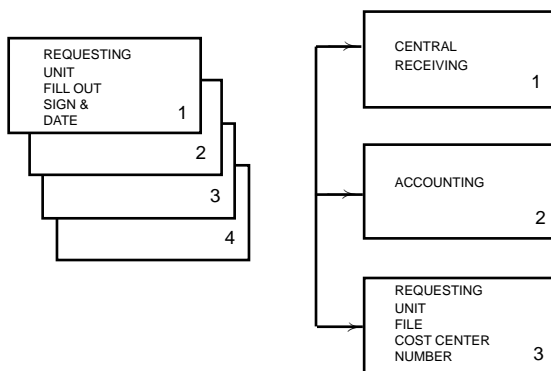 REQUESTING
UNIT
FILL OUT
SIGN &
DATE
1
2
3
4
CENTRAL
RECEIVING
1
ACCOUNTING
2
REQUESTING
UNIT
FILE
COST CENTER
NUMBER
3